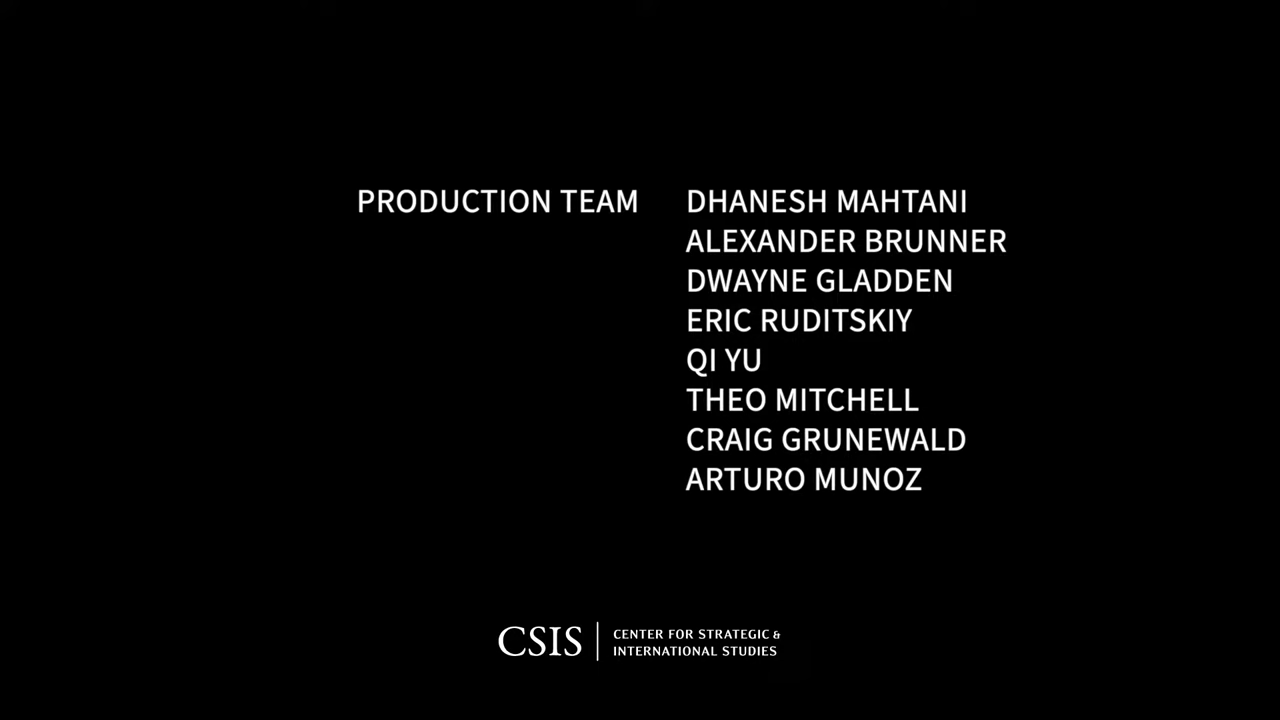 PRODUCTION TEAM DHANESH MAHTANI
ALEXANDER BRUNNER
DWAYNE GLADDEN
ERIC RUDITSKIY
QI YU
THEO MITCHELL
CRAIG GRUNEWALD
ARTURO MUNOZ
CSIS
CENTER FOR STRATEGIC &
INTERNATIONAL STUDIES